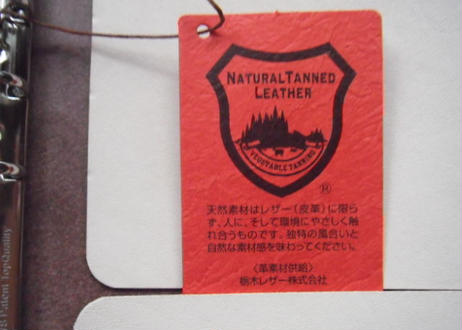 NATURAL TANNED
LEATHER
VEGETABLE TANNING
®
天然素材はレザー(皮革)に限ら
ず、人に、そして環境にやさしく触
れ合うものです。独特の風合いと
自然な素材感を味わってください。
〈革素材供給〉
栃木レザー株式会社
Patent TopQuality